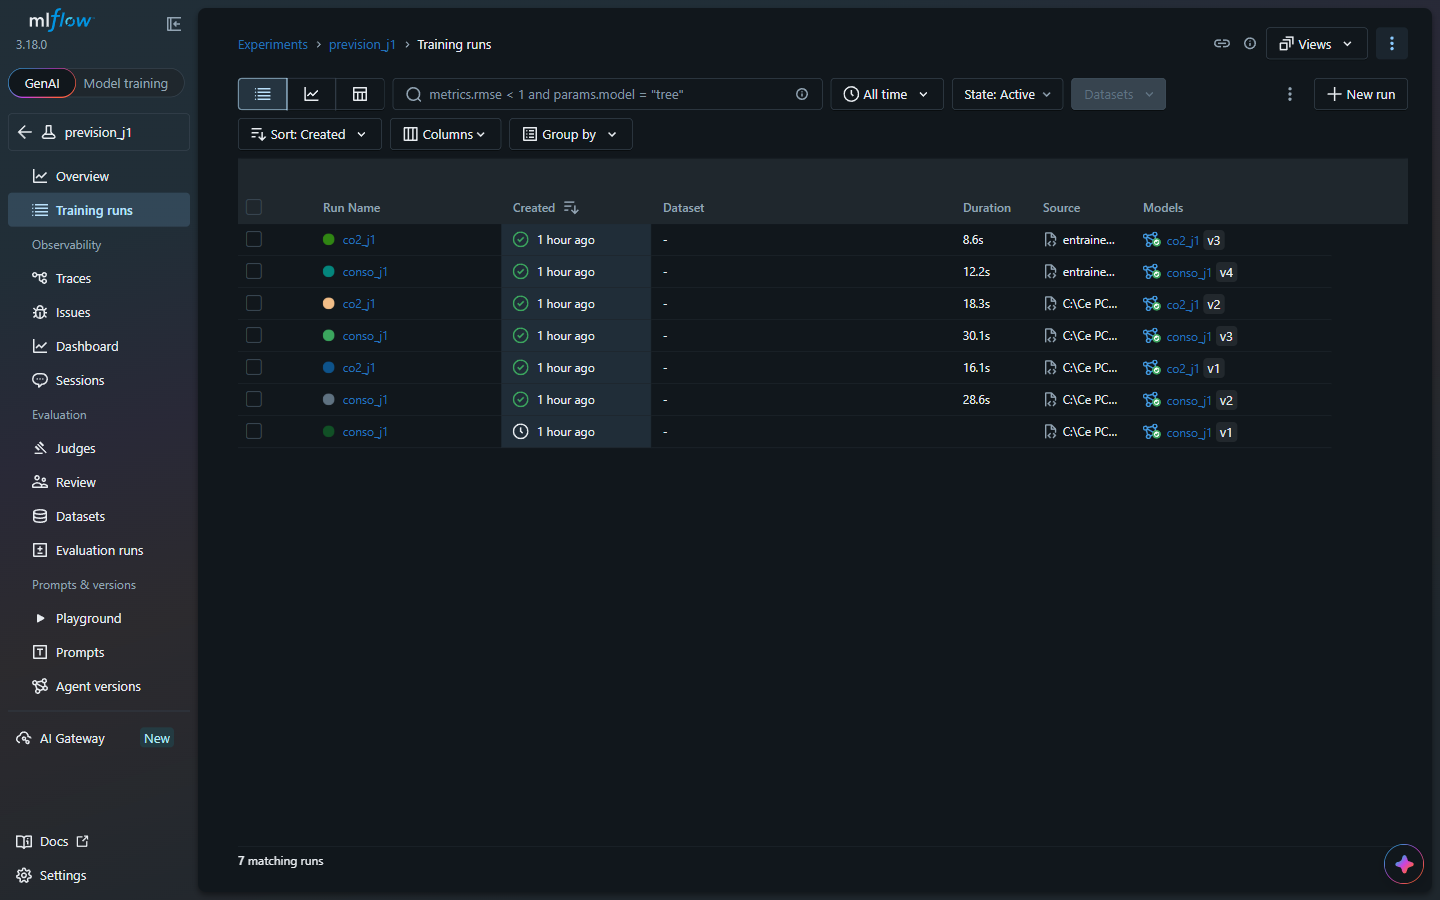 mlflow
3.18.0
GenAI
Model training
prevision_j1
Overview
Training runs
Observability
Traces
Issues
Dashboard
Sessions
Evaluation
Judges
Review
Datasets
Evaluation runs
Prompts & versions
Playground
Prompts
Agent versions
AI Gateway New
Docs
Settings
Experiments > prevision_j1 > Training runs
Views
metrics.rmse < 1 and params.model = "tree"
All time
State: Active
Datasets
New run
Sort: Created
Columns
Group by
Run Name Created Dataset Duration Source Models
co2_j1 1 hour ago - 8.6s entraine... co2_j1 v3
conso_j1 1 hour ago - 12.2s entraine... conso_j1 v4
co2_j1 1 hour ago - 18.3s C:\Ce PC... co2_j1 v2
conso_j1 1 hour ago - 30.1s C:\Ce PC... conso_j1 v3
co2_j1 1 hour ago - 16.1s C:\Ce PC... co2_j1 v1
conso_j1 1 hour ago - 28.6s C:\Ce PC... conso_j1 v2
conso_j1 1 hour ago - C:\Ce PC... conso_j1 v1
7 matching runs